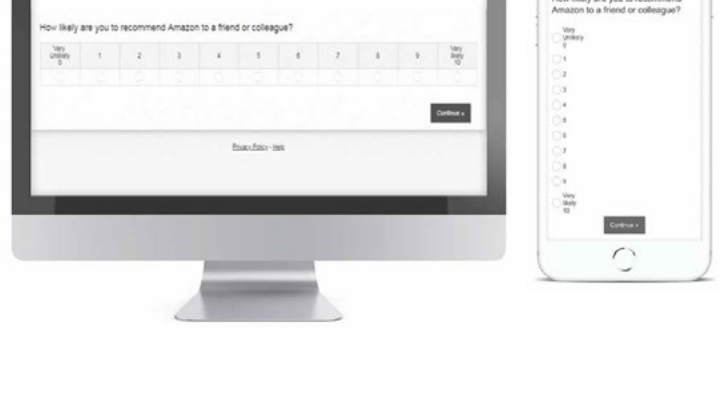 How likely are you to recommend Amazon to a friend or colleague?
Very
Unlikely
0
1
2
3
4
5
6
7
8
9
Very
likely
10
Continue »
Privacy Policy - Help
How likely are you to recommend
Amazon to a friend or colleague?
Very
Unlikely
0
1
2
3
4
5
6
7
8
9
Very
likely
10
Continue »